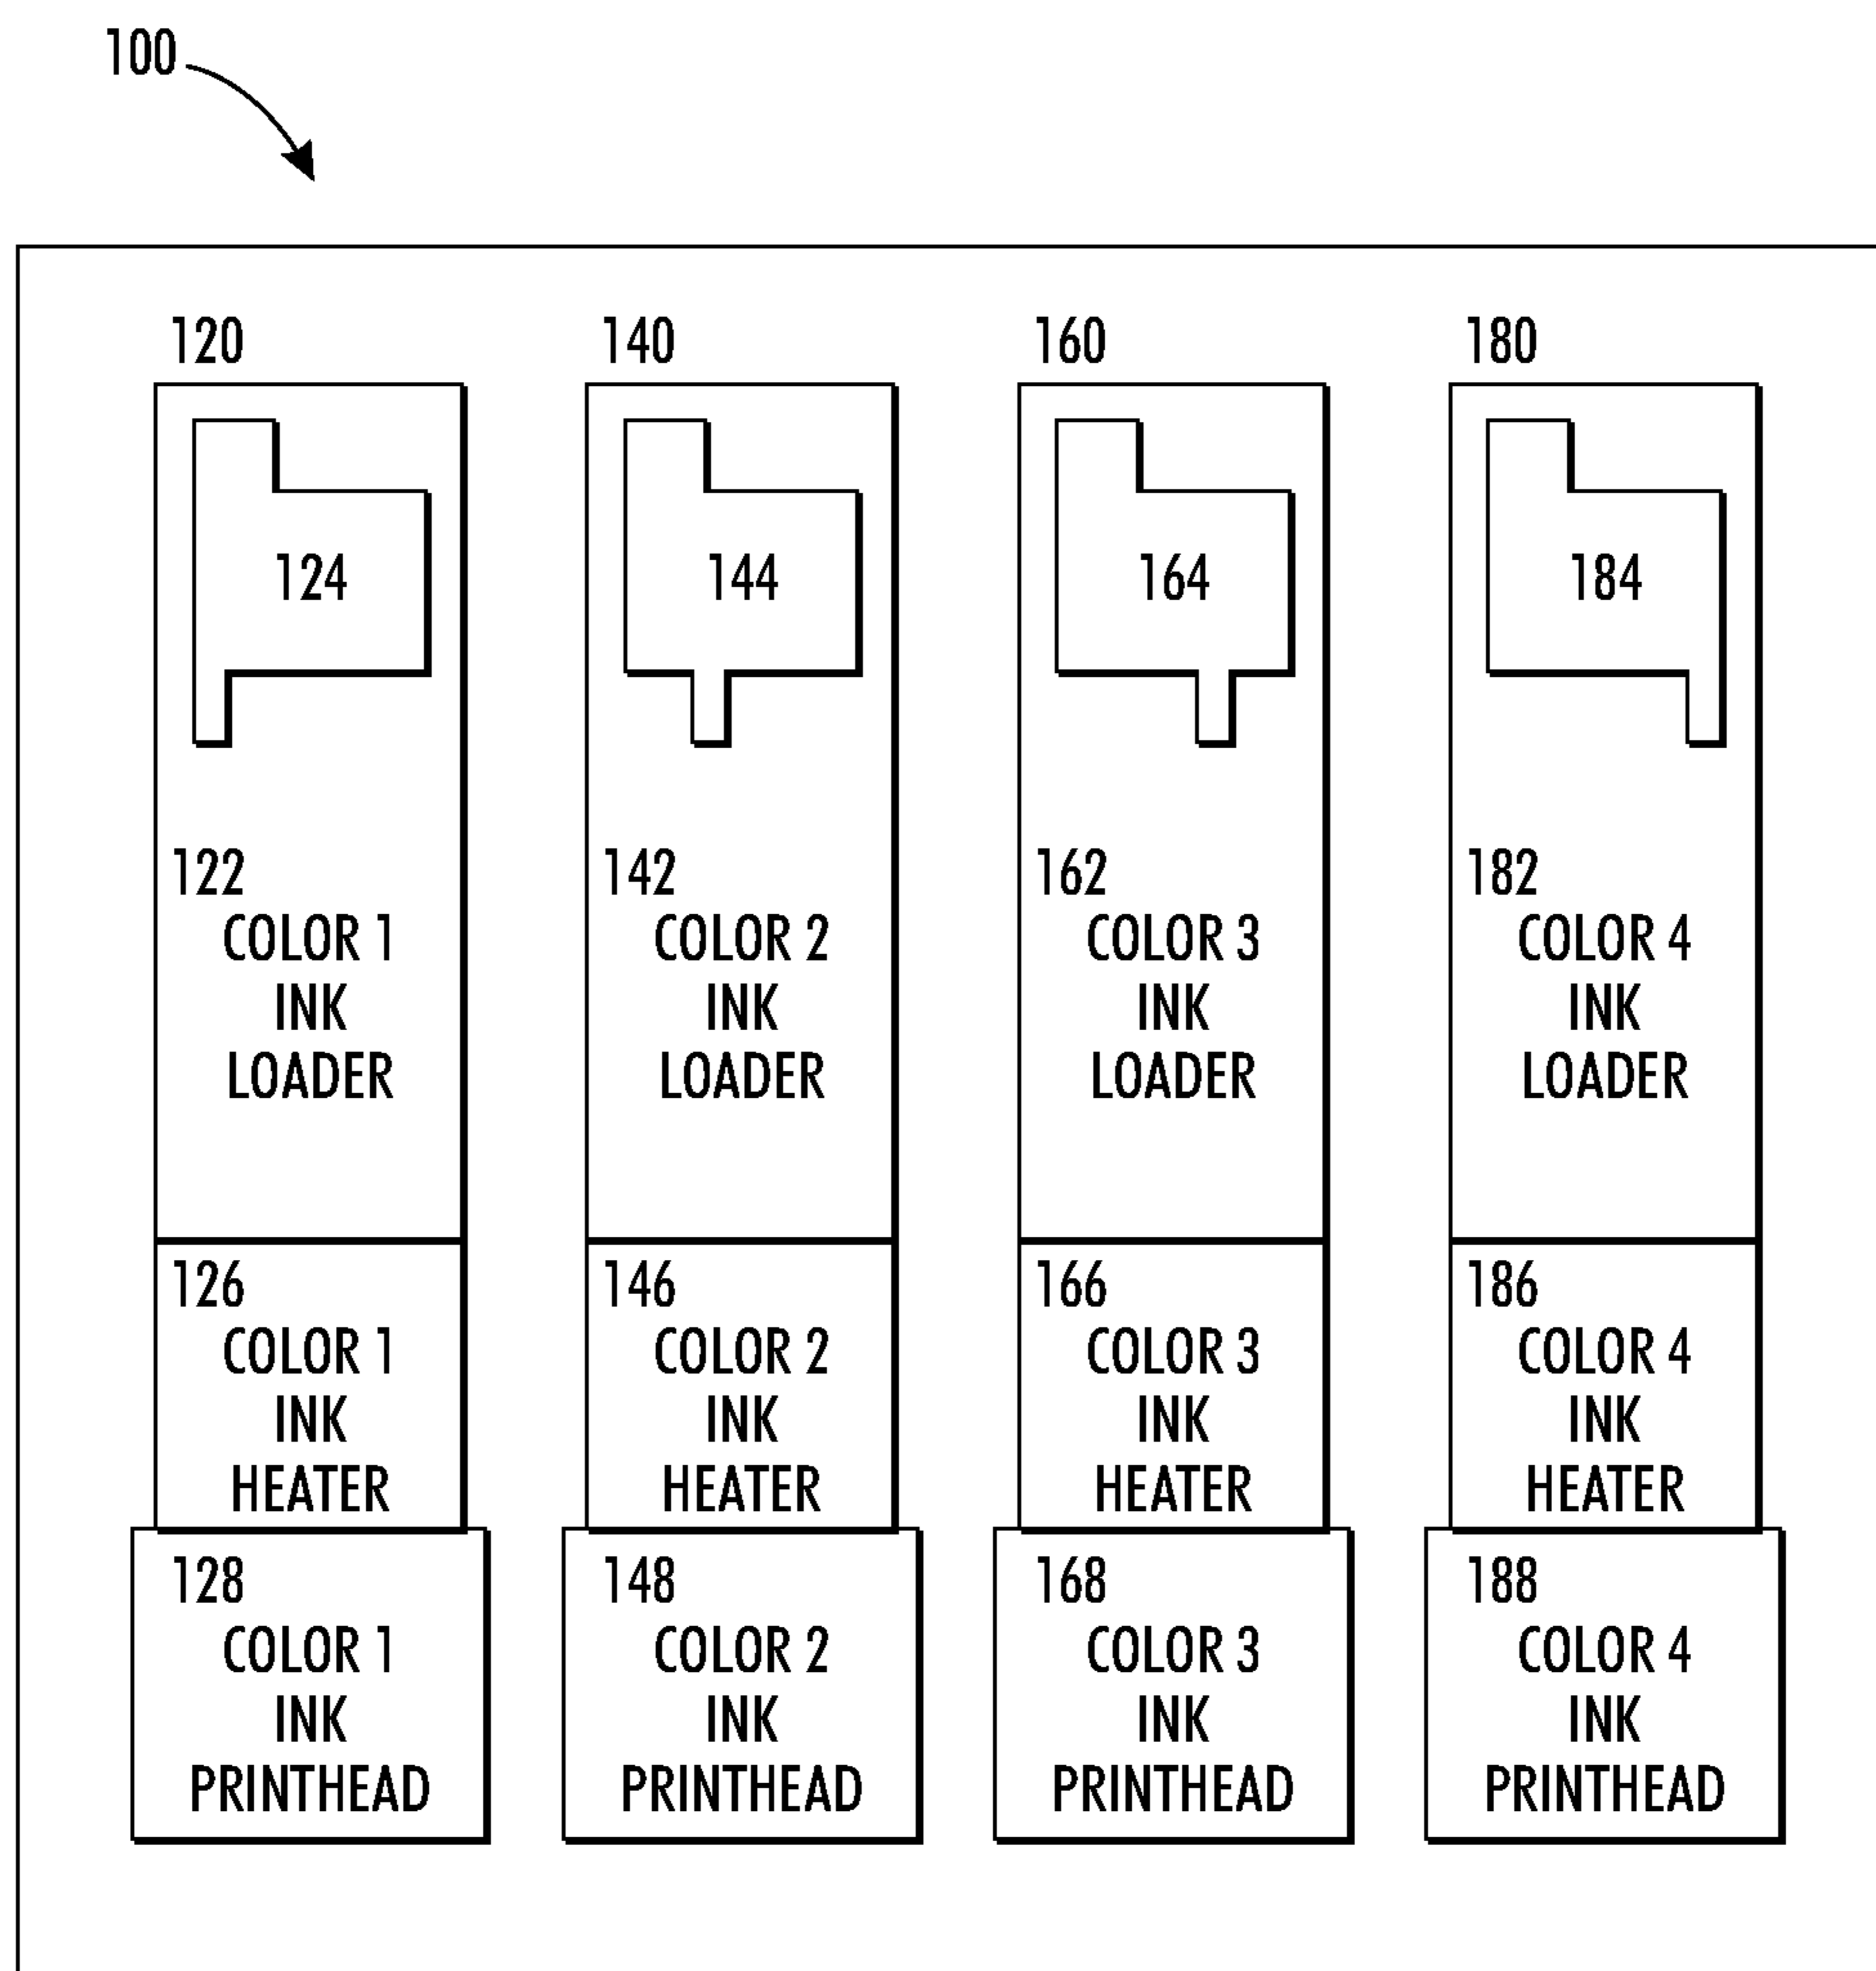 100
120
124
122
COLOR 1
INK
LOADER
126
COLOR 1
INK
HEATER
128
COLOR 1
INK
PRINTHEAD
140
144
142
COLOR 2
INK
LOADER
146
COLOR 2
INK
HEATER
148
COLOR 2
INK
PRINTHEAD
160
164
162
COLOR 3
INK
LOADER
166
COLOR 3
INK
HEATER
168
COLOR 3
INK
PRINTHEAD
180
184
182
COLOR 4
INK
LOADER
186
COLOR 4
INK
HEATER
188
COLOR 4
INK
PRINTHEAD